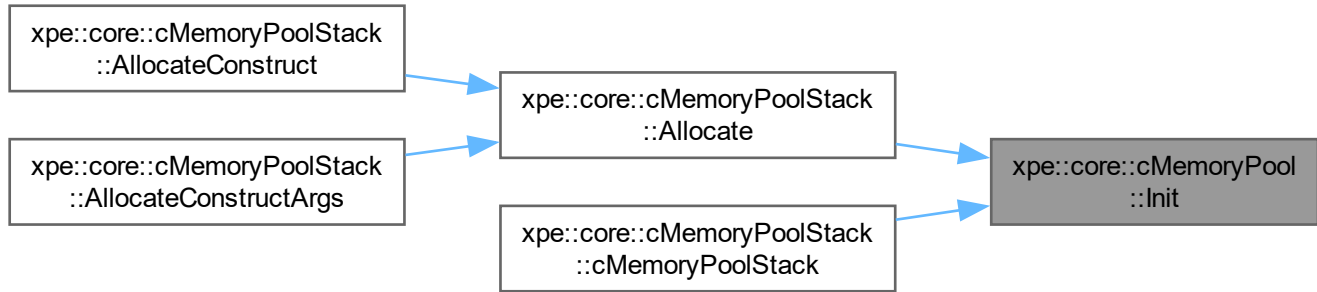 xpe::core::cMemoryPoolStack
::AllocateConstruct
xpe::core::cMemoryPoolStack
::AllocateConstructArgs
xpe::core::cMemoryPoolStack
::Allocate
xpe::core::cMemoryPoolStack
::cMemoryPoolStack
xpe::core::cMemoryPool
::Init